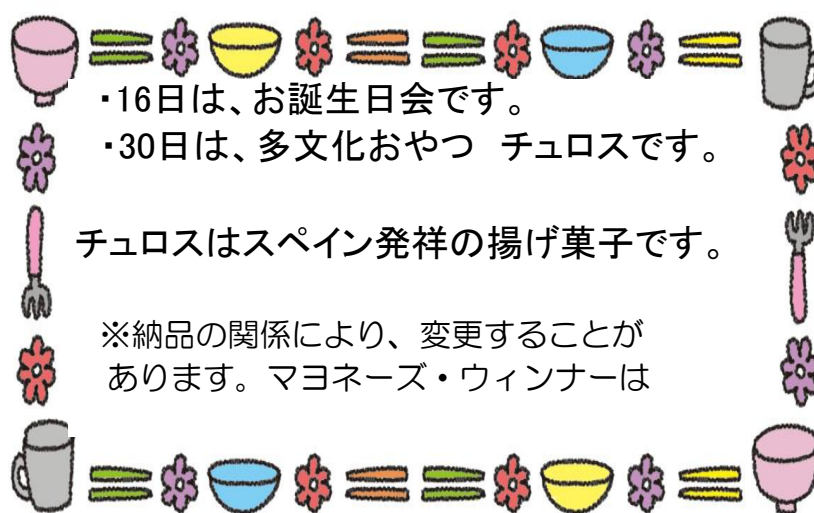 ・16日は、お誕生日会です。
・30日は、多文化おやつ　チュロスです。
チュロスはスペイン発祥の揚げ菓子です。
※納品の関係により、変更することが
あります。マヨネーズ・ウィンナーは